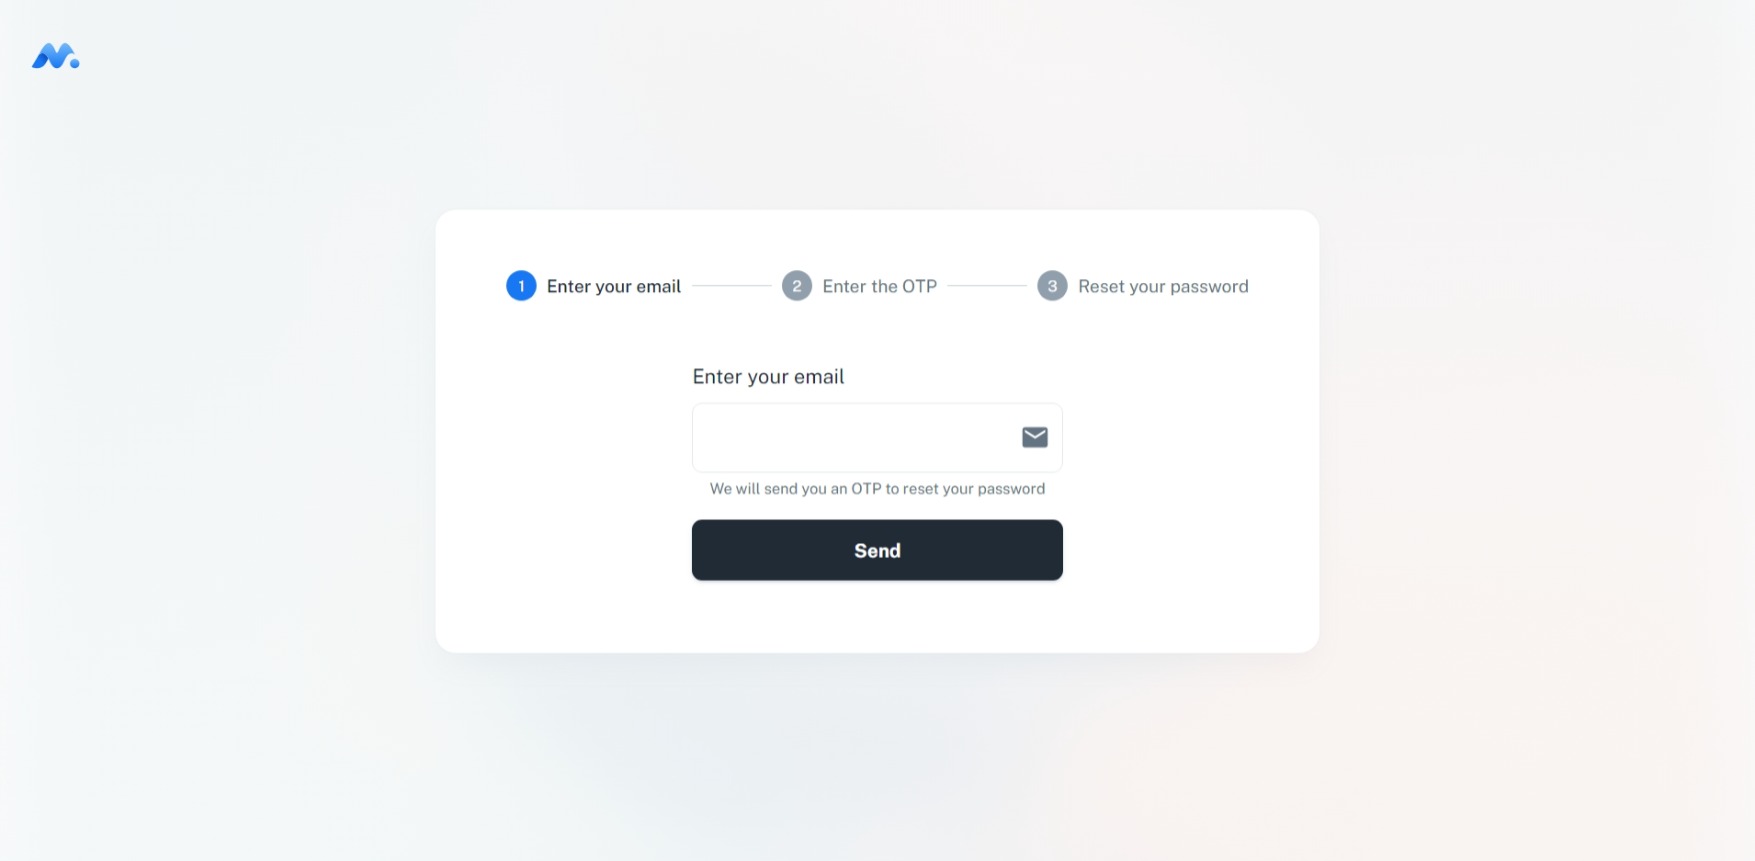 1 Enter your email 2 Enter the OTP 3 Reset your password
Enter your email
We will send you an OTP to reset your password
Send